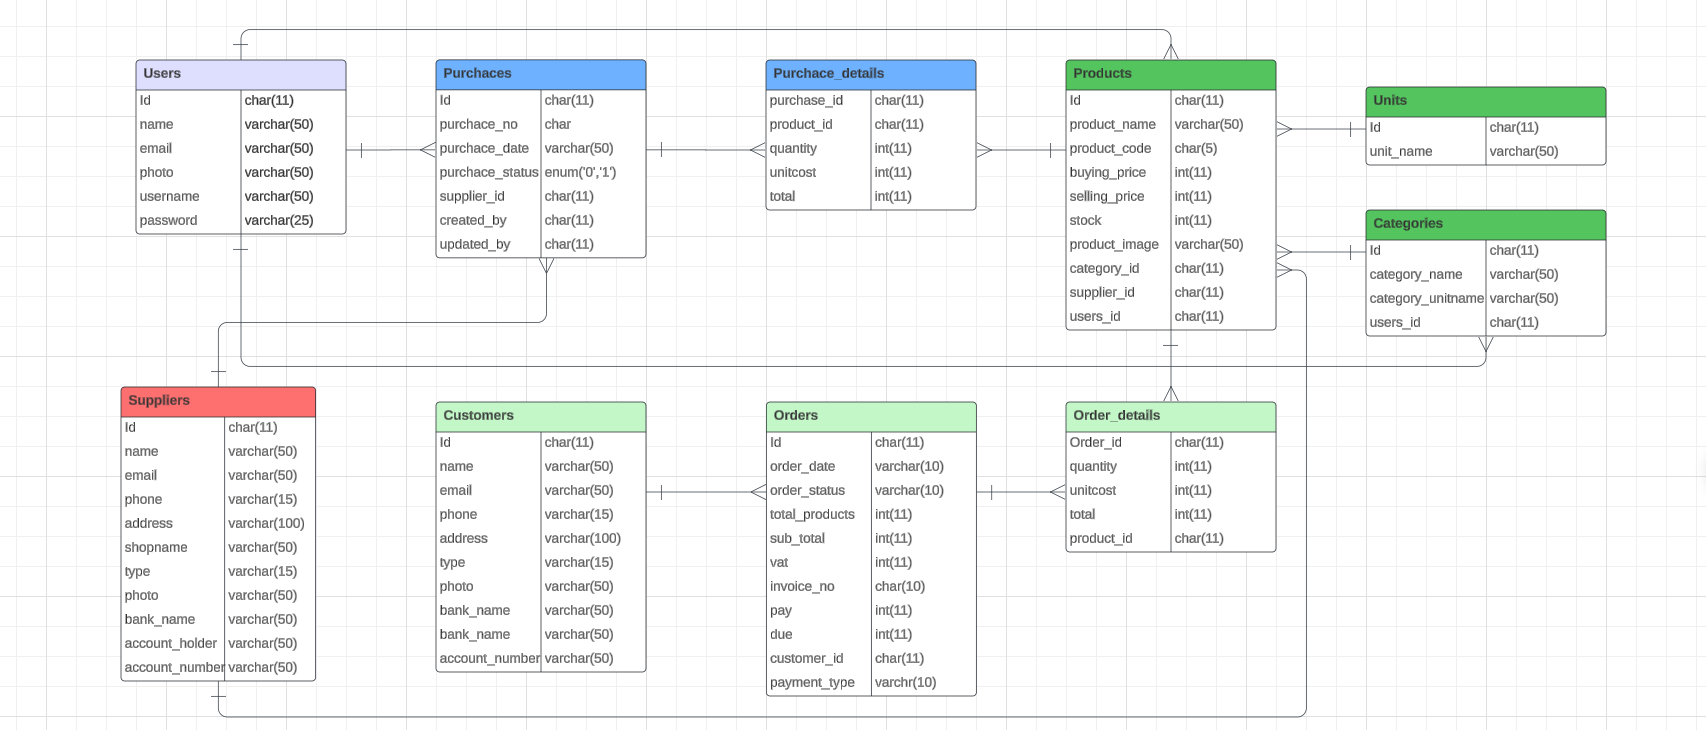 Users
Id char(11)
name varchar(50)
email varchar(50)
photo varchar(50)
username varchar(50)
password varchar(25)
Purchaces
Id char(11)
purchace_no char
purchace_date varchar(50)
purchace_status enum('0','1')
supplier_id char(11)
created_by char(11)
updated_by char(11)
Purchace_details
purchase_id char(11)
product_id char(11)
quantity int(11)
unitcost int(11)
total int(11)
Products
Id char(11)
product_name varchar(50)
product_code char(5)
buying_price int(11)
selling_price int(11)
stock int(11)
product_image varchar(50)
category_id char(11)
supplier_id char(11)
users_id char(11)
Units
Id char(11)
unit_name varchar(50)
Categories
Id char(11)
category_name varchar(50)
category_unitname varchar(50)
users_id char(11)
Suppliers
Id char(11)
name varchar(50)
email varchar(50)
phone varchar(15)
address varchar(100)
shopname varchar(50)
type varchar(15)
photo varchar(50)
bank_name varchar(50)
account_holder varchar(50)
account_number varchar(50)
Customers
Id char(11)
name varchar(50)
email varchar(50)
phone varchar(15)
address varchar(100)
type varchar(15)
photo varchar(50)
bank_name varchar(50)
bank_name varchar(50)
account_number varchar(50)
Orders
Id char(11)
order_date varchar(10)
order_status varchar(10)
total_products int(11)
sub_total int(11)
vat int(11)
invoice_no char(10)
pay int(11)
due int(11)
customer_id char(11)
payment_type varchr(10)
Order_details
Order_id char(11)
quantity int(11)
unitcost int(11)
total int(11)
product_id char(11)